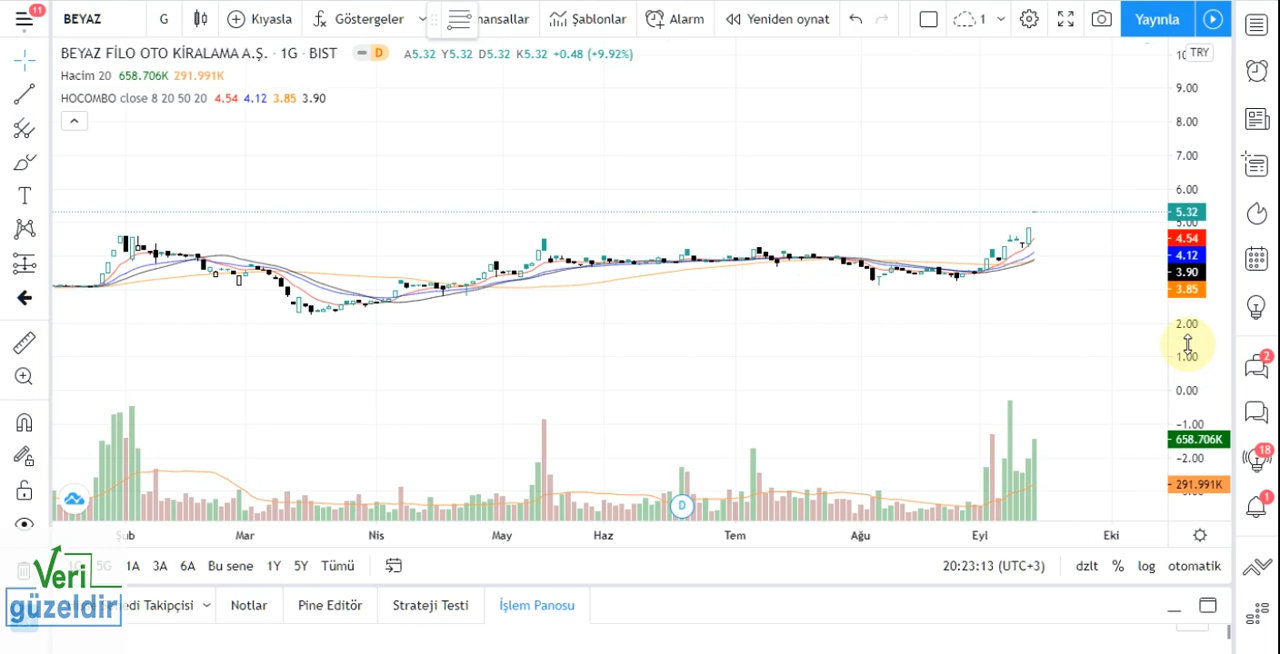 11
BEYAZ
G
Kıyasla
Göstergeler
nansallar
Şablonlar
Alarm
Yeniden oynat
1
Yayınla
BEYAZ FİLO OTO KİRALAMA A.Ş. · 1G · BIST
D
A5.32 Y5.32 D5.32 K5.32 +0.48 (+9.92%)
TRY
Hacim 20 658.706K 291.991K
HOCOMBO close 8 20 50 20 4.54 4.12 3.85 3.90
9.00
8.00
7.00
6.00
5.32
5.00
4.54
4.12
3.90
3.85
2.00
1.00
0.00
−1.00
658.706K
−2.00
291.991K
2
18
1
D
Şub
Mar
Nis
May
Haz
Tem
Ağu
Eyl
Eki
5G
1A
3A
6A
Bu sene
1Y
5Y
Tümü
20:23:13 (UTC+3)
dzlt
%
log
otomatik
Veri
güzeldir
edi Takipçisi
Notlar
Pine Editör
Strateji Testi
İşlem Panosu